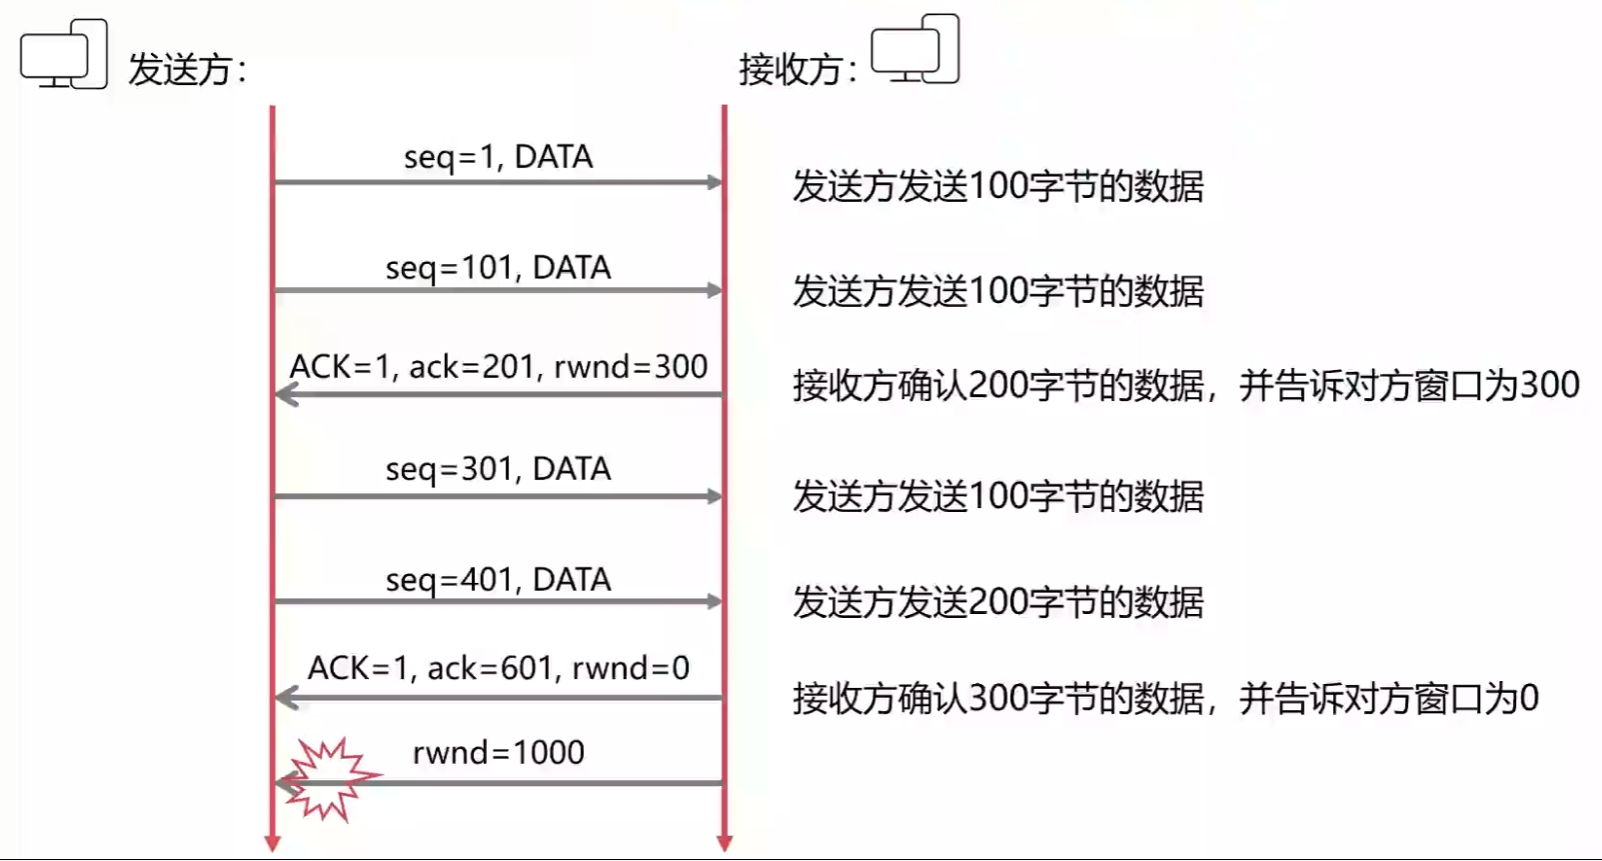 发送方：
接收方：
seq=1, DATA
发送方发送100字节的数据
seq=101, DATA
发送方发送100字节的数据
ACK=1, ack=201, rwnd=300
接收方确认200字节的数据，并告诉对方窗口为300
seq=301, DATA
发送方发送100字节的数据
seq=401, DATA
发送方发送200字节的数据
ACK=1, ack=601, rwnd=0
接收方确认300字节的数据，并告诉对方窗口为0
rwnd=1000